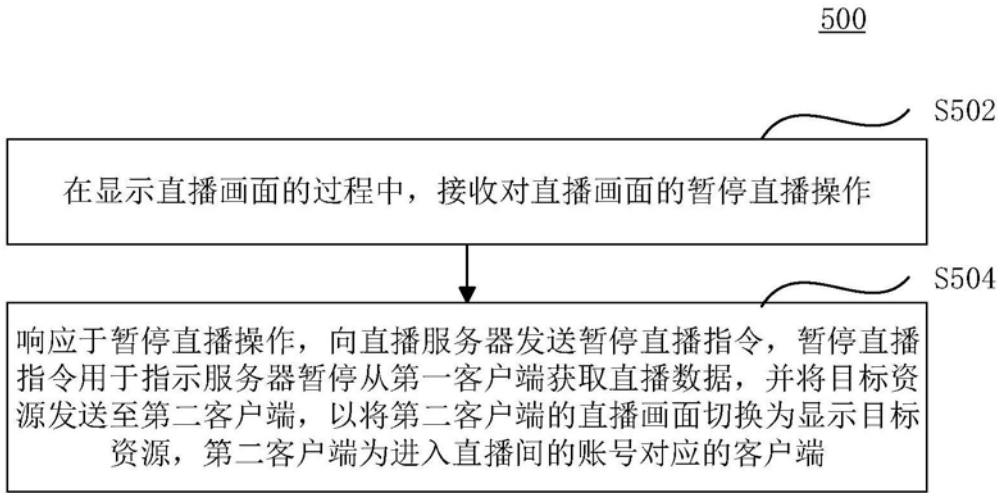 500
S502
在显示直播画面的过程中，接收对直播画面的暂停直播操作
S504
响应于暂停直播操作，向直播服务器发送暂停直播指令，暂停直播
指令用于指示服务器暂停从第一客户端获取直播数据，并将目标资
源发送至第二客户端，以将第二客户端的直播画面切换为显示目标
资源，第二客户端为进入直播间的账号对应的客户端